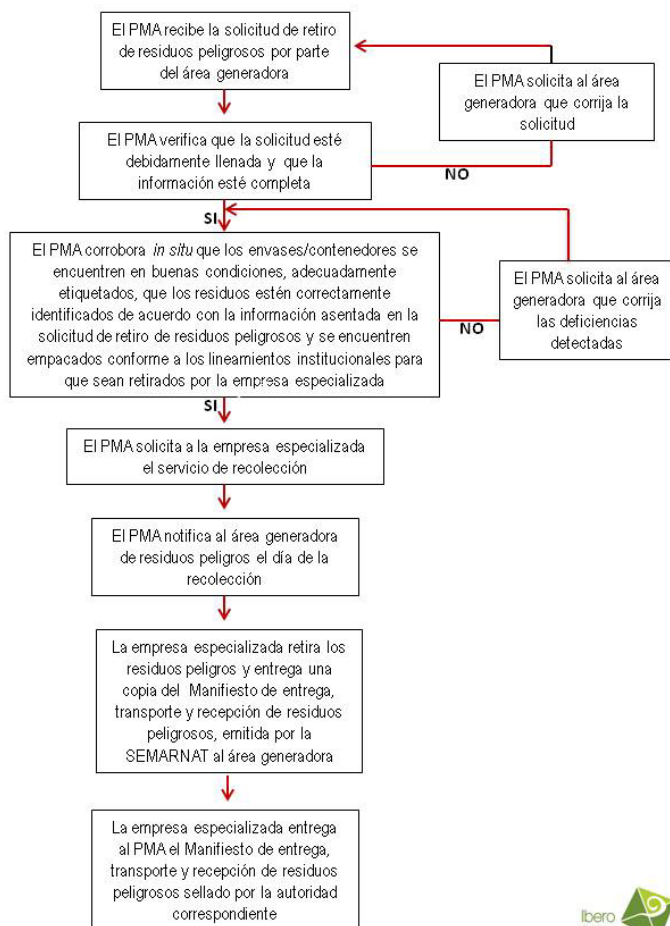 El PMA recibe la solicitud de retiro
de residuos peligrosos por parte
del área generadora
El PMA solicita al área
generadora que corrija la
solicitud
El PMA verifica que la solicitud esté
debidamente llenada y que la
información esté completa
NO
SI
El PMA corrobora in situ que los envases/contenedores se
encuentren en buenas condiciones, adecuadamente
etiquetados, que los residuos estén correctamente
identificados de acuerdo con la información asentada en la
solicitud de retiro de residuos peligrosos y se encuentren
empacados conforme a los lineamientos institucionales para
que sean retirados por la empresa especializada
El PMA solicita al área
generadora que corrija
las deficiencias
detectadas
NO
SI
El PMA solicita a la empresa especializada
el servicio de recolección
El PMA notifica al área generadora
de residuos peligros el día de la
recolección
La empresa especializada retira los
residuos peligros y entrega una
copia del Manifiesto de entrega,
transporte y recepción de residuos
peligrosos, emitida por la
SEMARNAT al área generadora
La empresa especializada entrega
al PMA el Manifiesto de entrega,
transporte y recepción de residuos
peligrosos sellado por la autoridad
correspondiente
Ibero